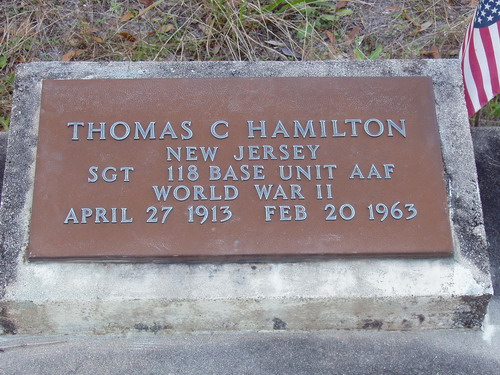 THOMAS C HAMILTON
NEW JERSEY
SGT 118 BASE UNIT AAF
WORLD WAR II
APRIL 27 1913 FEB 20 1963